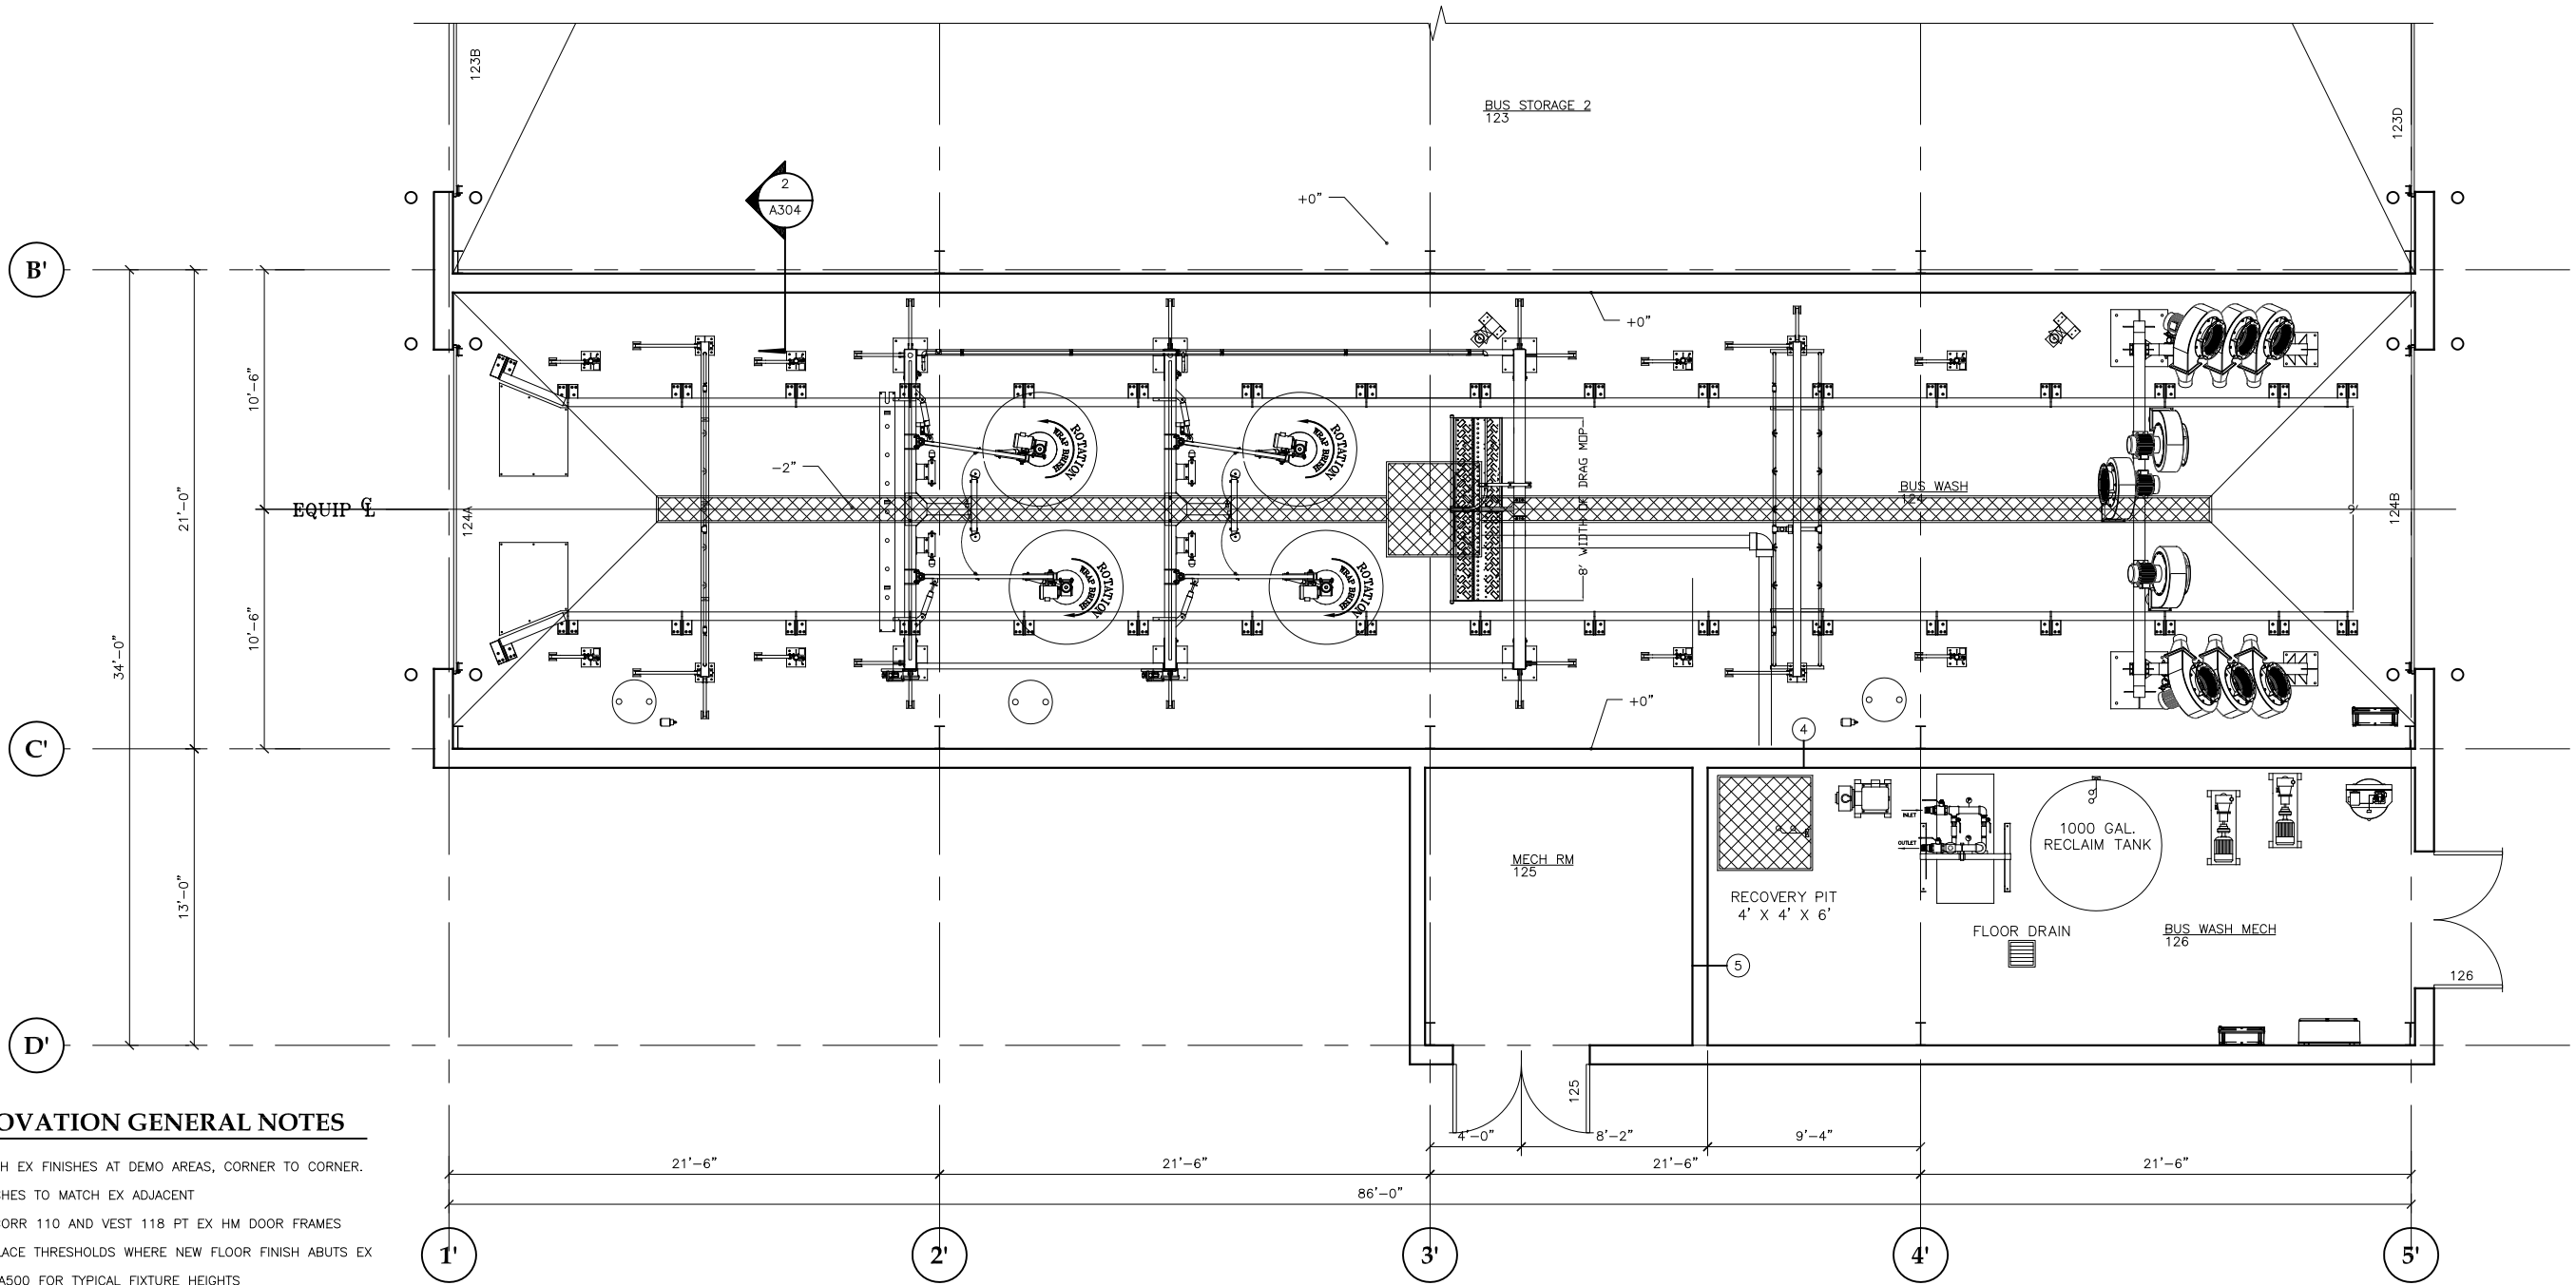 123B
BUS STORAGE 2
123
123D
2
A304
+0"
B'
+0"
10'-6"
ROTATION
WRAP BRUSH
ROTATION
WRAP BRUSH
-2"
8' WIDTH OF DRAG MOP
BUS WASH
124
EQUIP ℄
124A
9'
124B
21'-0"
ROTATION
WRAP BRUSH
ROTATION
WRAP BRUSH
10'-6"
34'-0"
+0"
4
C'
INLET
OUTLET
1000 GAL.
RECLAIM TANK
MECH RM
125
RECOVERY PIT
4' X 4' X 6'
13'-0"
FLOOR DRAIN
BUS WASH MECH
126
5
126
D'
125
OVATION GENERAL NOTES
4'-0"
8'-2"
9'-4"
H EX FINISHES AT DEMO AREAS, CORNER TO CORNER.
21'-6"
21'-6"
21'-6"
21'-6"
SHES TO MATCH EX ADJACENT
86'-0"
ORR 110 AND VEST 118 PT EX HM DOOR FRAMES
LACE THRESHOLDS WHERE NEW FLOOR FINISH ABUTS EX
A500 FOR TYPICAL FIXTURE HEIGHTS
1'
2'
3'
4'
5'